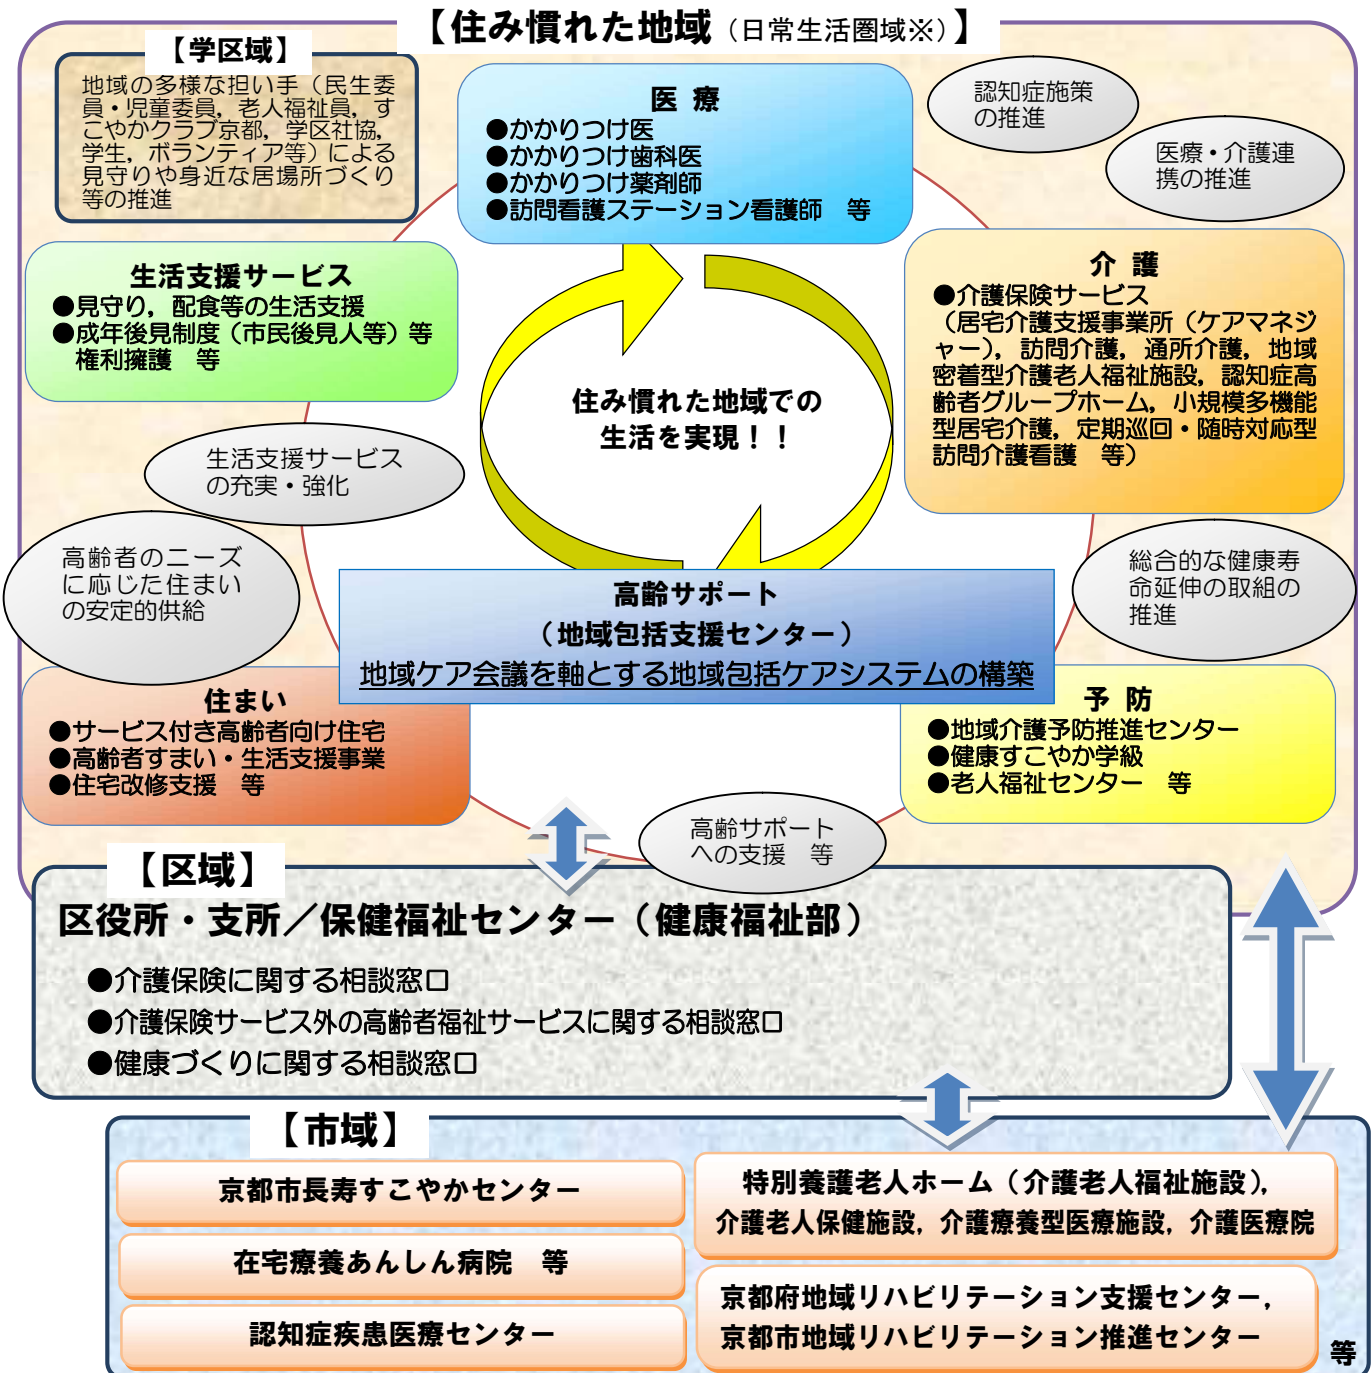 【住み慣れた地域（日常生活圏域※）】
【学区域】
地域の多様な担い手（民生委
員・児童委員，老人福祉員，す
こやかクラブ京都，学区社協，
学生，ボランティア等）による
見守りや身近な居場所づくり
等の推進
医 療
●かかりつけ医
●かかりつけ歯科医
●かかりつけ薬剤師
●訪問看護ステーション看護師　等
認知症施策
の推進
医療・介護連
携の推進
生活支援サービス
●見守り，配食等の生活支援
●成年後見制度（市民後見人等）等
権利擁護　等
介 護
●介護保険サービス
（居宅介護支援事業所（ケアマネジ
ャー），訪問介護，通所介護，地域
密着型介護老人福祉施設，認知症高
齢者グループホーム，小規模多機能
型居宅介護，定期巡回・随時対応型
訪問介護看護　等）
住み慣れた地域での
生活を実現！！
生活支援サービス
の充実・強化
高齢者のニーズ
に応じた住まい
の安定的供給
総合的な健康寿
命延伸の取組の
推進
高齢サポート
（地域包括支援センター）
地域ケア会議を軸とする地域包括ケアシステムの構築
住まい
●サービス付き高齢者向け住宅
●高齢者すまい・生活支援事業
●住宅改修支援　等
予 防
●地域介護予防推進センター
●健康すこやか学級
●老人福祉センター　等
高齢サポート
への支援　等
【区域】
区役所・支所／保健福祉センター（健康福祉部）
●介護保険に関する相談窓口
●介護保険サービス外の高齢者福祉サービスに関する相談窓口
●健康づくりに関する相談窓口
【市域】
京都市長寿すこやかセンター
在宅療養あんしん病院　等
認知症疾患医療センター
特別養護老人ホーム（介護老人福祉施設），
介護老人保健施設，介護療養型医療施設，介護医療院
京都府地域リハビリテーション支援センター，
京都市地域リハビリテーション推進センター
等